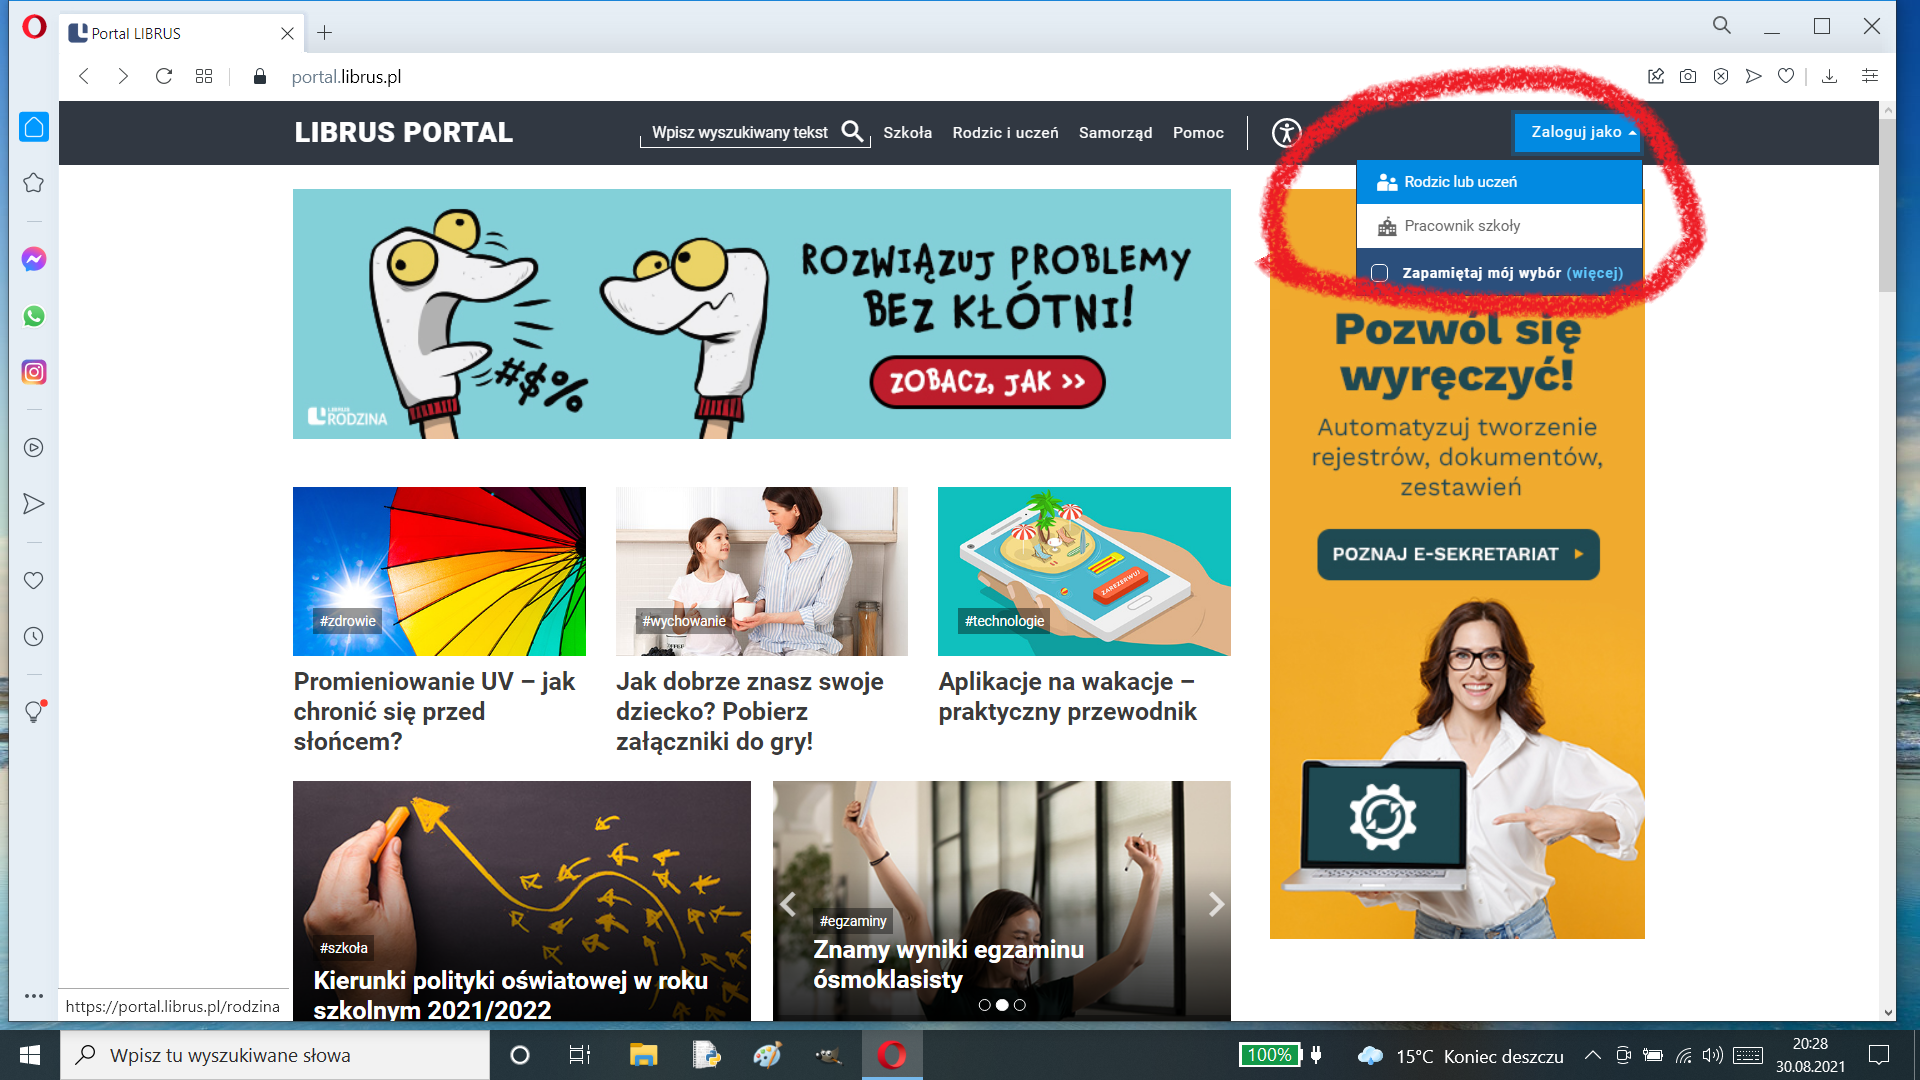 Portal LIBRUS
portal.librus.pl
LIBRUS PORTAL
Wpisz wyszukiwany tekst
Szkoła
Rodzic i uczeń
Samorząd
Pomoc
Zaloguj jako
Rodzic lub uczeń
Pracownik szkoły
Zapamiętaj mój wybór (więcej)
ROZWIĄZUJ PROBLEMY
BEZ KŁÓTNI!
ZOBACZ, JAK >>
#$%
LIBRUS
RODZINA
Pozwól się
wyręczyć!
Automatyzuj tworzenie
rejestrów, dokumentów,
zestawień
POZNAJ E-SEKRETARIAT
#zdrowie
Promieniowanie UV – jak
chronić się przed
słońcem?
#wychowanie
Jak dobrze znasz swoje
dziecko? Pobierz
załączniki do gry!
ZAREZERWUJ
#technologie
Aplikacje na wakacje –
praktyczny przewodnik
#szkoła
Kierunki polityki oświatowej w roku
szkolnym 2021/2022
#egzaminy
Znamy wyniki egzaminu
ósmoklasisty
https://portal.librus.pl/rodzina
Wpisz tu wyszukiwane słowa
100%
15°C Koniec deszczu
20:28
30.08.2021